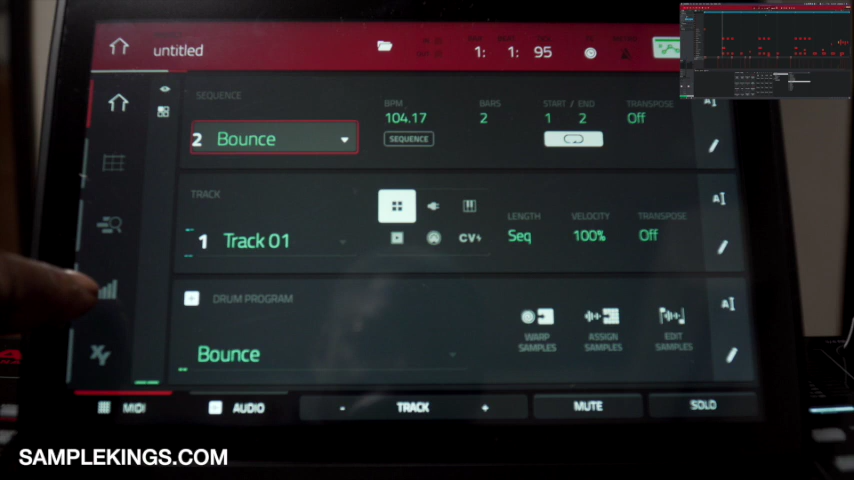 untitled
1: 1: 95
SEQUENCE
2 Bounce
BPM
104.17
SEQUENCE
BARS
2
START / END
1 2
TRANSPOSE
Off
TRACK
1 Track 01
CV
LENGTH
Seq
VELOCITY
100%
TRANSPOSE
Off
DRUM PROGRAM
Bounce
WARP
SAMPLES
ASSIGN
SAMPLES
EDIT
SAMPLES
XY
MIDI
AUDIO
- TRACK +
MUTE
SOLO
SAMPLEKINGS.COM